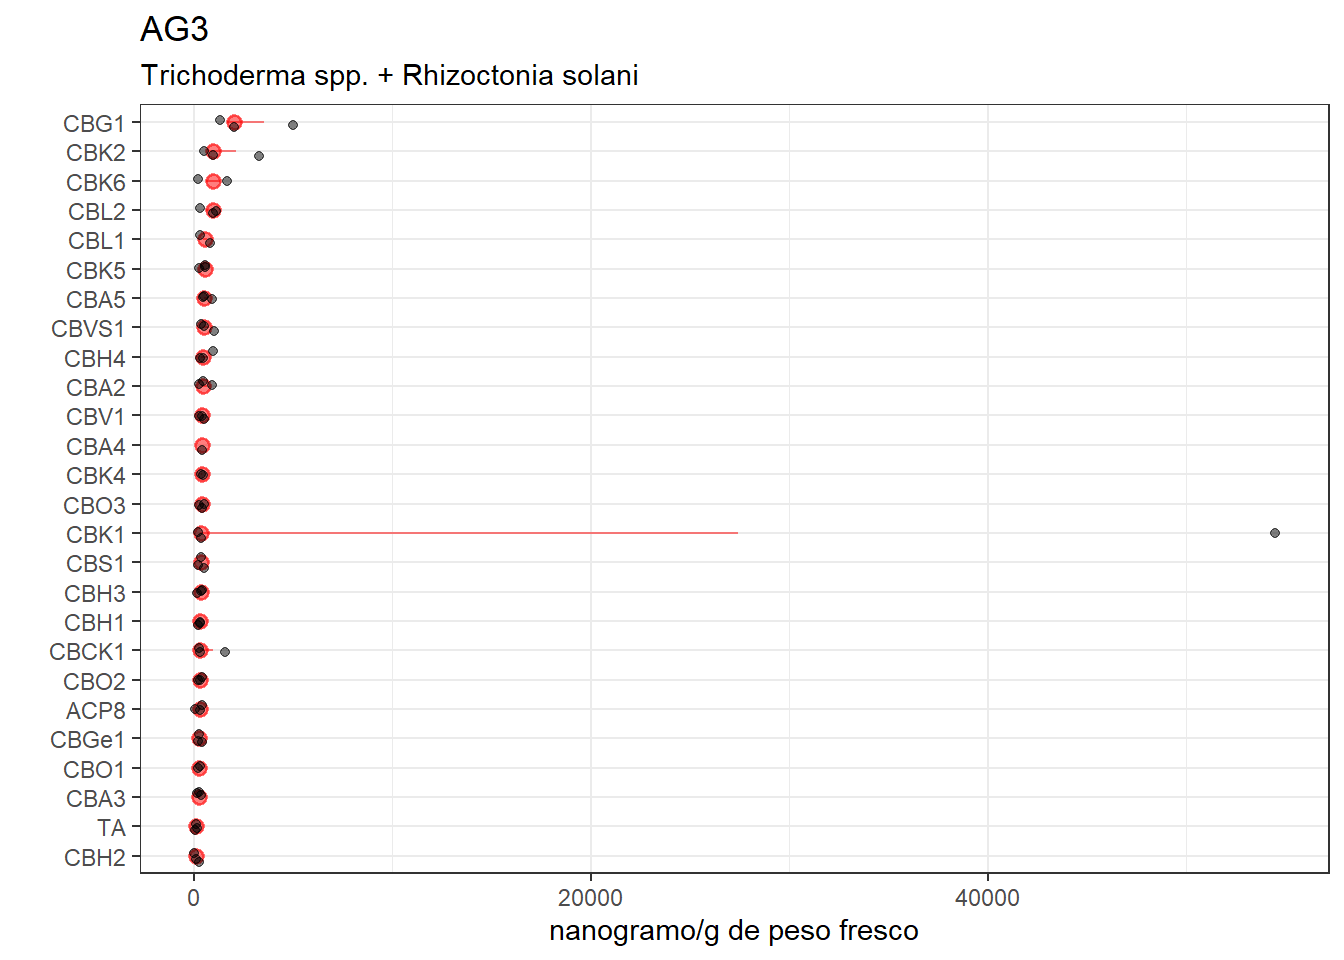 AG3
Trichoderma spp. + Rhizoctonia solani
CBG1
CBK2
CBK6
CBL2
CBL1
CBK5
CBA5
CBVS1
CBH4
CBA2
CBV1
CBA4
CBK4
CBO3
CBK1
CBS1
CBH3
CBH1
CBCK1
CBO2
ACP8
CBGe1
CBO1
CBA3
TA
CBH2
0 20000 40000
nanogramo/g de peso fresco